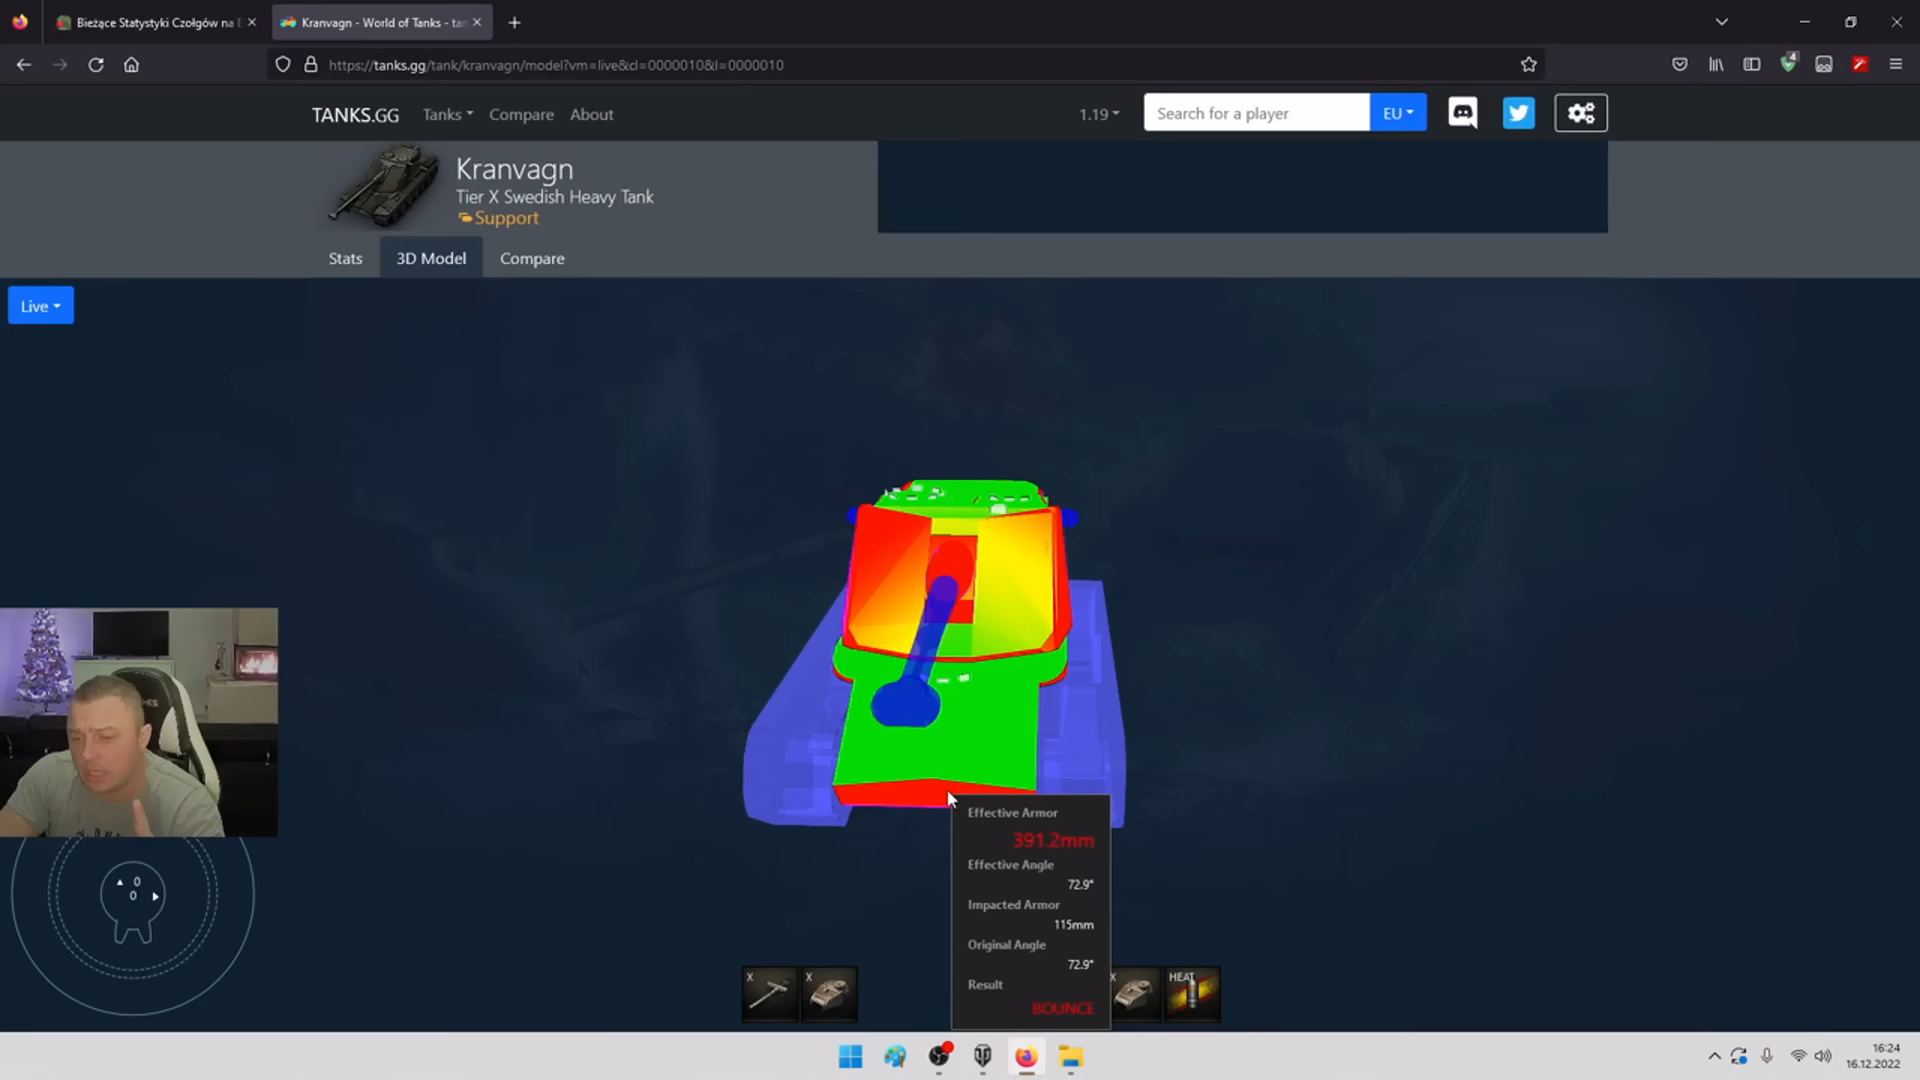 Bieżące Statystyki Czołgów na E
Kranvagn - World of Tanks - tan
https://tanks.gg/tank/kranvagn/model?vm=live&cl=0000010&l=0000010
4
TANKS.GG
Tanks
Compare
About
1.19
Search for a player
EU
Kranvagn
Tier X Swedish Heavy Tank
Support
Stats
3D Model
Compare
Live
Effective Armor
391.2mm
Effective Angle
72.9°
Impacted Armor
115mm
Original Angle
72.9°
Result
BOUNCE
0
0
X
X
X
HEAT
16:24
16.12.2022